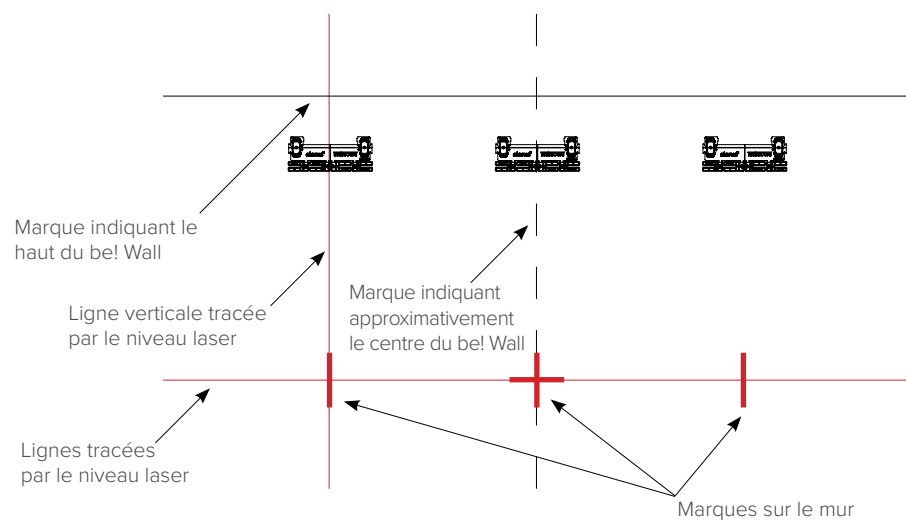 Marque indiquant le
haut du be! Wall
Ligne verticale tracée
par le niveau laser
Marque indiquant
approximativement
le centre du be! Wall
Lignes tracées
par le niveau laser
Marques sur le mur